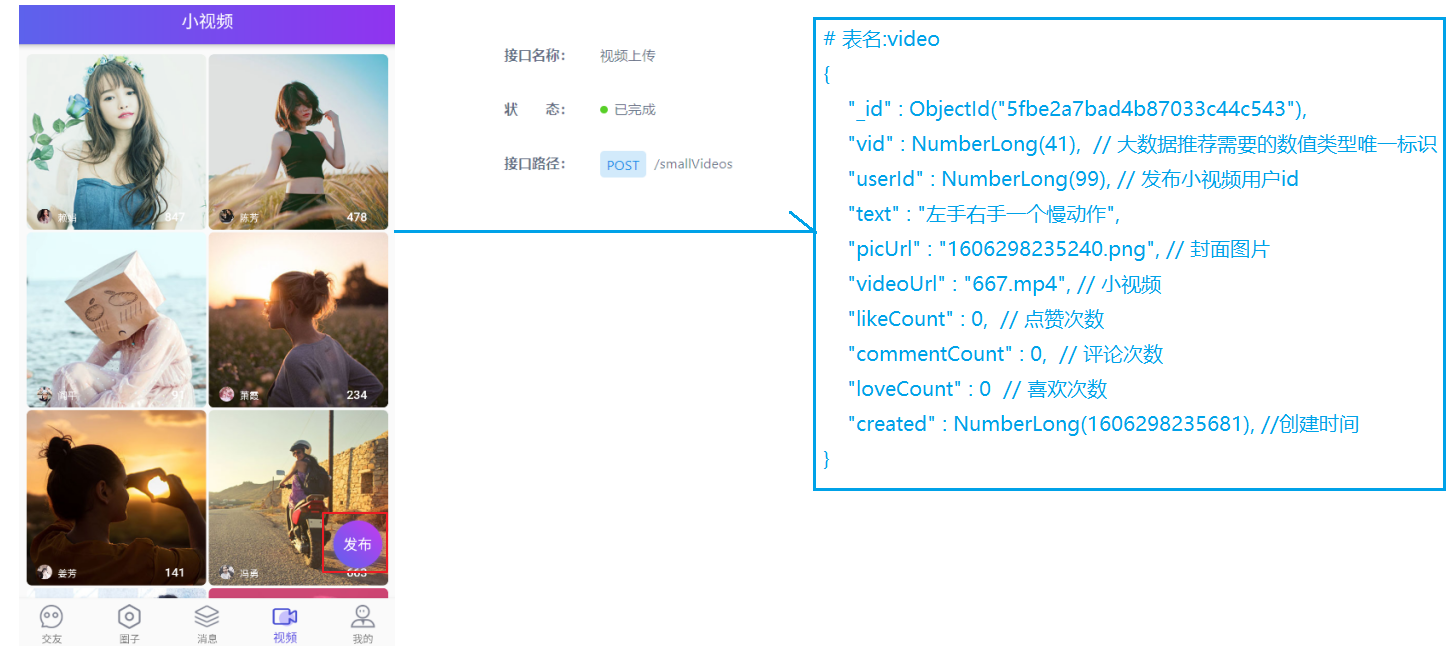 小视频
847
陈芳
478
91
萧霞
234
姜芳
141
冯勇
663
发布
交友
圈子
消息
视频
我的
接口名称: 视频上传
状 态: 已完成
接口路径: POST /smallVideos
# 表名:video
{
"_id" : ObjectId("5fbe2a7bad4b87033c44c543"),
"vid" : NumberLong(41), // 大数据推荐需要的数值类型唯一标识
"userId" : NumberLong(99), // 发布小视频用户id
"text" : "左手右手一个慢动作",
"picUrl" : "1606298235240.png", // 封面图片
"videoUrl" : "667.mp4", // 小视频
"likeCount" : 0, // 点赞次数
"commentCount" : 0, // 评论次数
"loveCount" : 0 // 喜欢次数
"created" : NumberLong(1606298235681), //创建时间
}